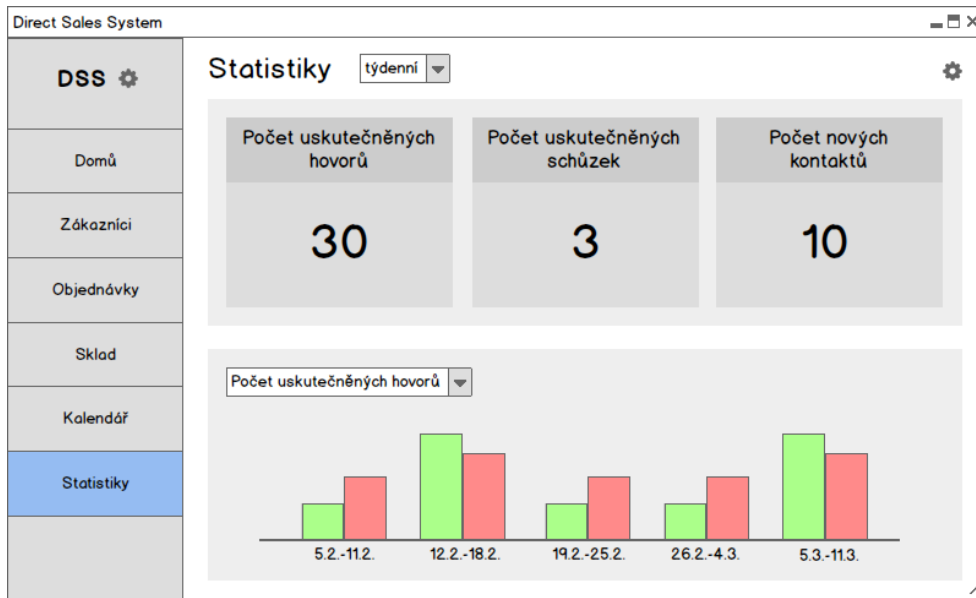 Direct Sales System
DSS
Domů
Zákazníci
Objednávky
Sklad
Kalendář
Statistiky
Statistiky
týdenní
Počet uskutečněných
hovorů
30
Počet uskutečněných
schůzek
3
Počet nových
kontaktů
10
Počet uskutečněných hovorů
5.2.-11.2.
12.2.-18.2.
19.2.-25.2.
26.2.-4.3.
5.3.-11.3.